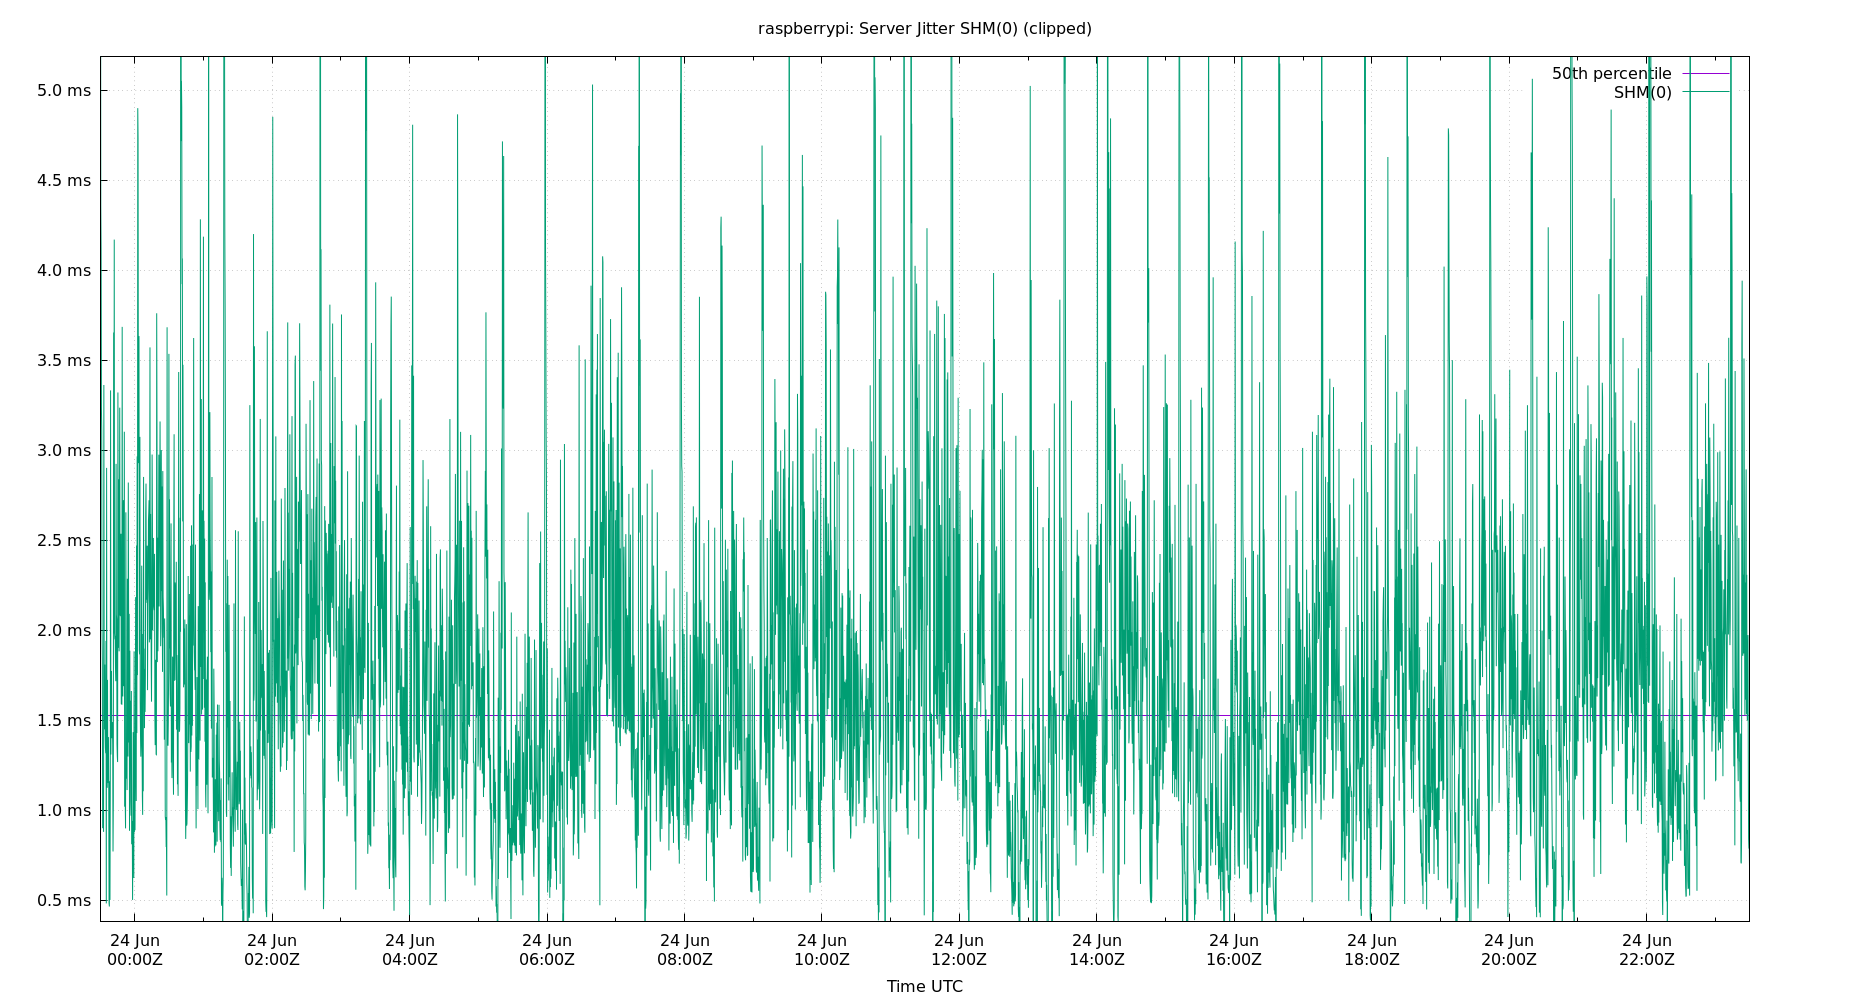 raspberrypi: Server Jitter SHM(0) (clipped)
50th percentile
SHM(0)
5.0 ms
4.5 ms
4.0 ms
3.5 ms
3.0 ms
2.5 ms
2.0 ms
1.5 ms
1.0 ms
0.5 ms
24 Jun 24 Jun 24 Jun 24 Jun 24 Jun 24 Jun 24 Jun 24 Jun 24 Jun 24 Jun 24 Jun 24 Jun
00:00Z 02:00Z 04:00Z 06:00Z 08:00Z 10:00Z 12:00Z 14:00Z 16:00Z 18:00Z 20:00Z 22:00Z
Time UTC